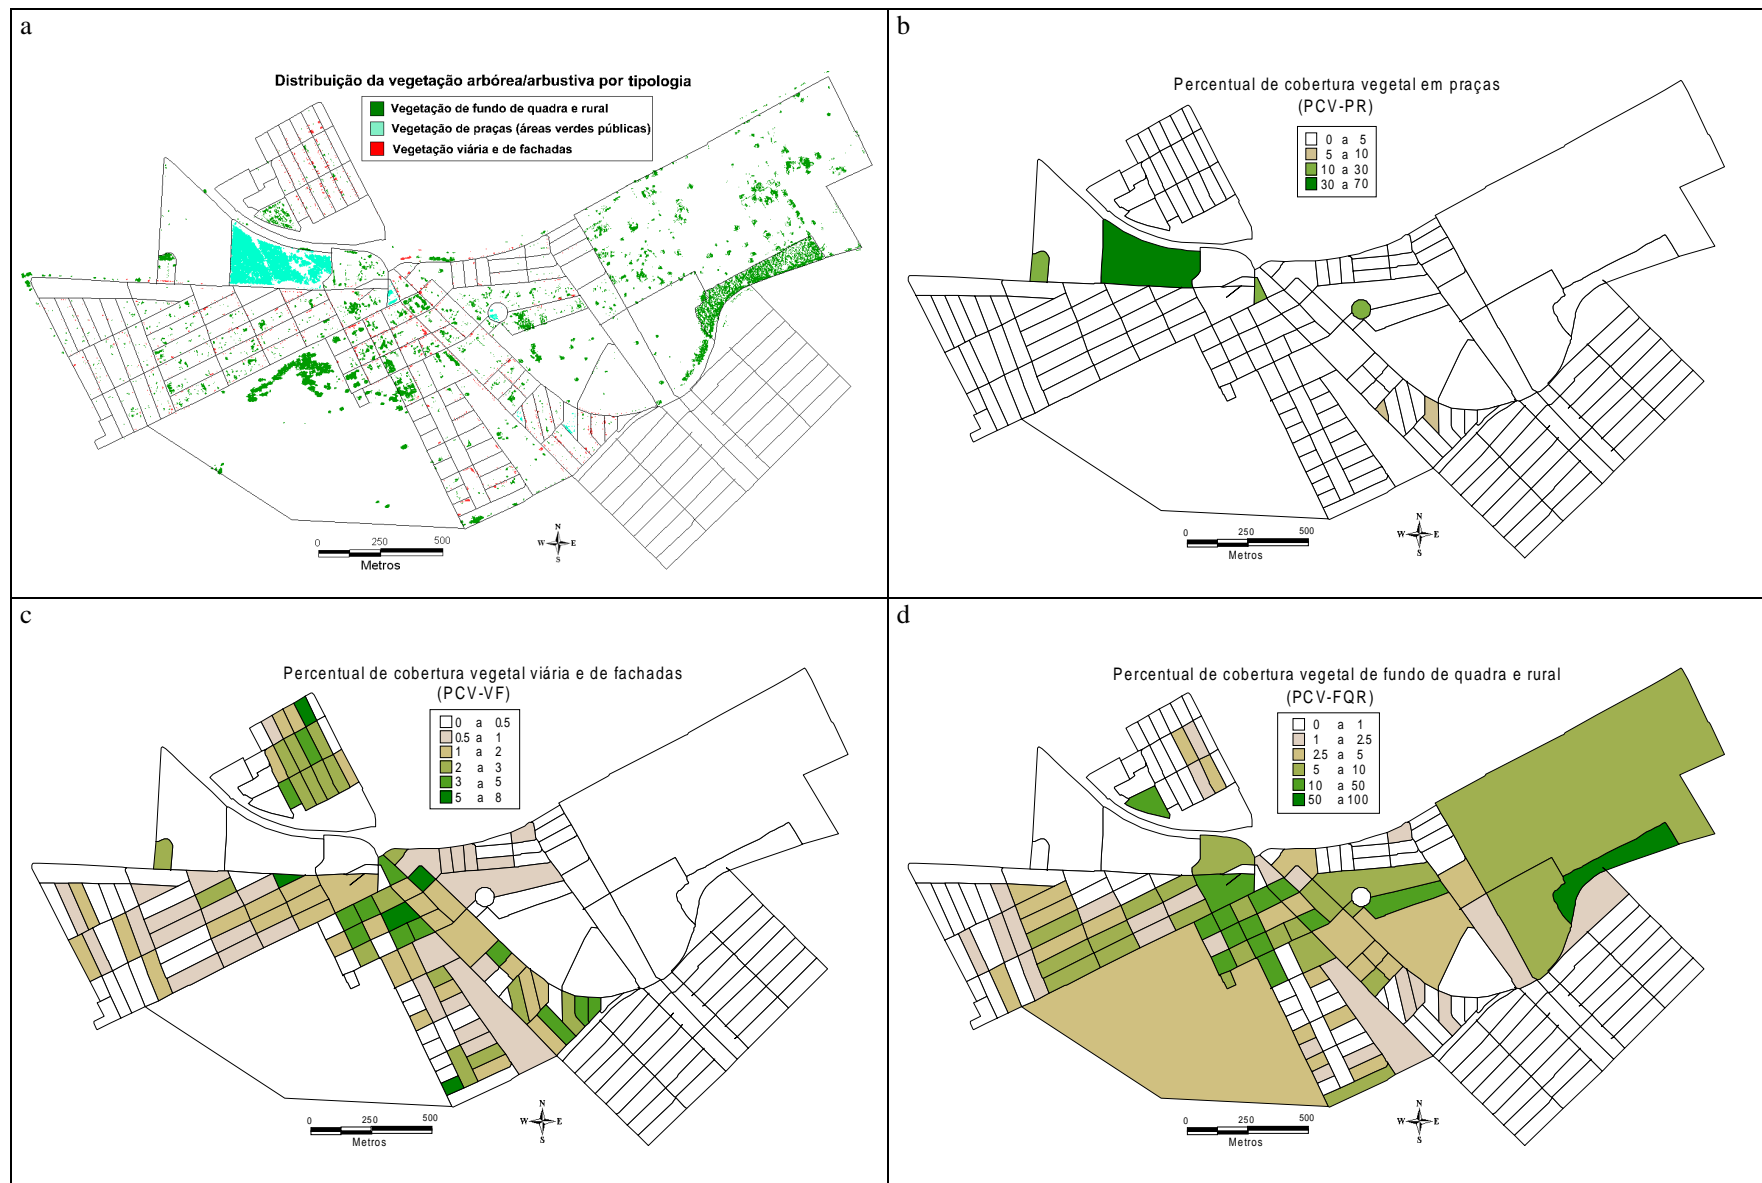 a
Distribuição da vegetação arbórea/arbustiva por tipologia
Vegetação de fundo de quadra e rural
Vegetação de praças (áreas verdes públicas)
Vegetação viária e de fachadas
N
W E
S
0 250 500
Metros
b
Percentual de cobertura vegetal em praças
(PCV-PR)
0 a 5
5 a 10
10 a 30
30 a 70
0 250 500
Metros
N
W E
S
c
Percentual de cobertura vegetal viária e de fachadas
(PCV-VF)
0 a 0.5
0.5 a 1
1 a 2
2 a 3
3 a 5
5 a 8
0 250 500
Metros
N
W E
S
d
Percentual de cobertura vegetal de fundo de quadra e rural
(PCV-FQR)
0 a 1
1 a 2.5
2.5 a 5
5 a 10
10 a 50
50 a 100
0 250 500
Metros
N
W E
S